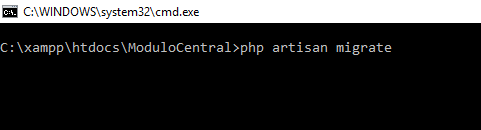 C:\WINDOWS\system32\cmd.exe
C:\xampp\htdocs\ModuloCentral>php artisan migrate